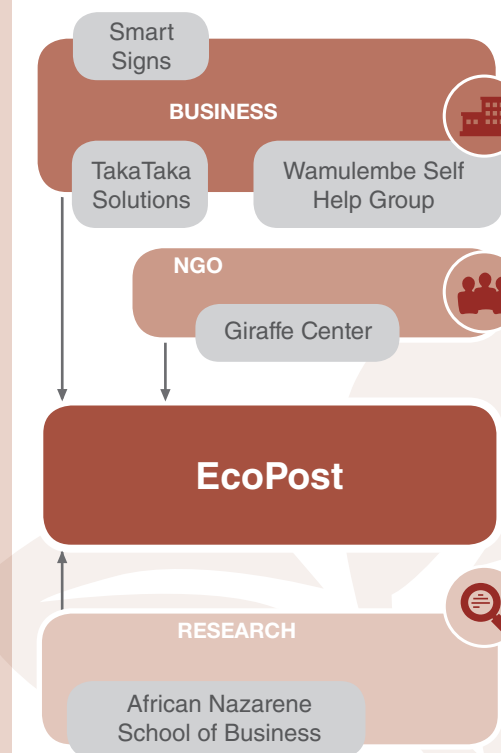 Smart
Signs
BUSINESS
TakaTaka
Solutions
Wamulembe Self
Help Group
NGO
Giraffe Center
EcoPost
RESEARCH
African Nazarene
School of Business